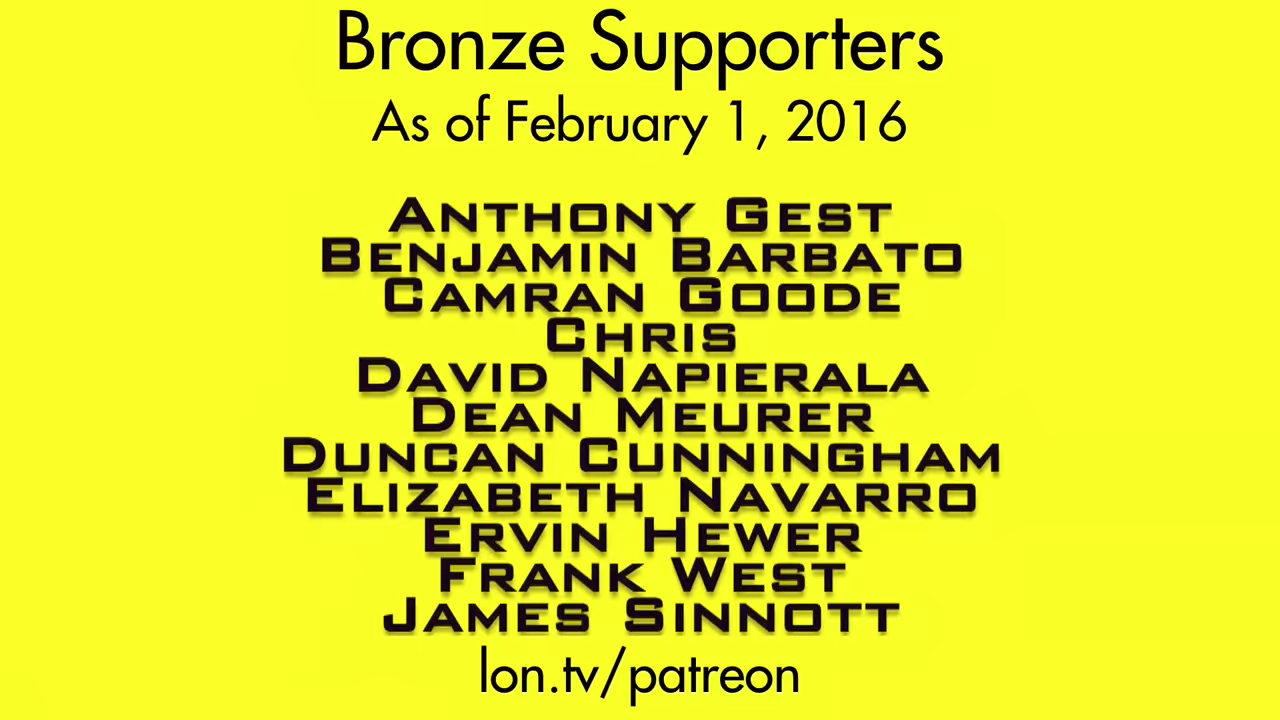 Bronze Supporters
As of February 1, 2016
Anthony Gest
Benjamin Barbato
Camran Goode
Chris
David Napierala
Dean Meurer
Duncan Cunningham
Elizabeth Navarro
Ervin Hewer
Frank West
James Sinnott
lon.tv/patreon